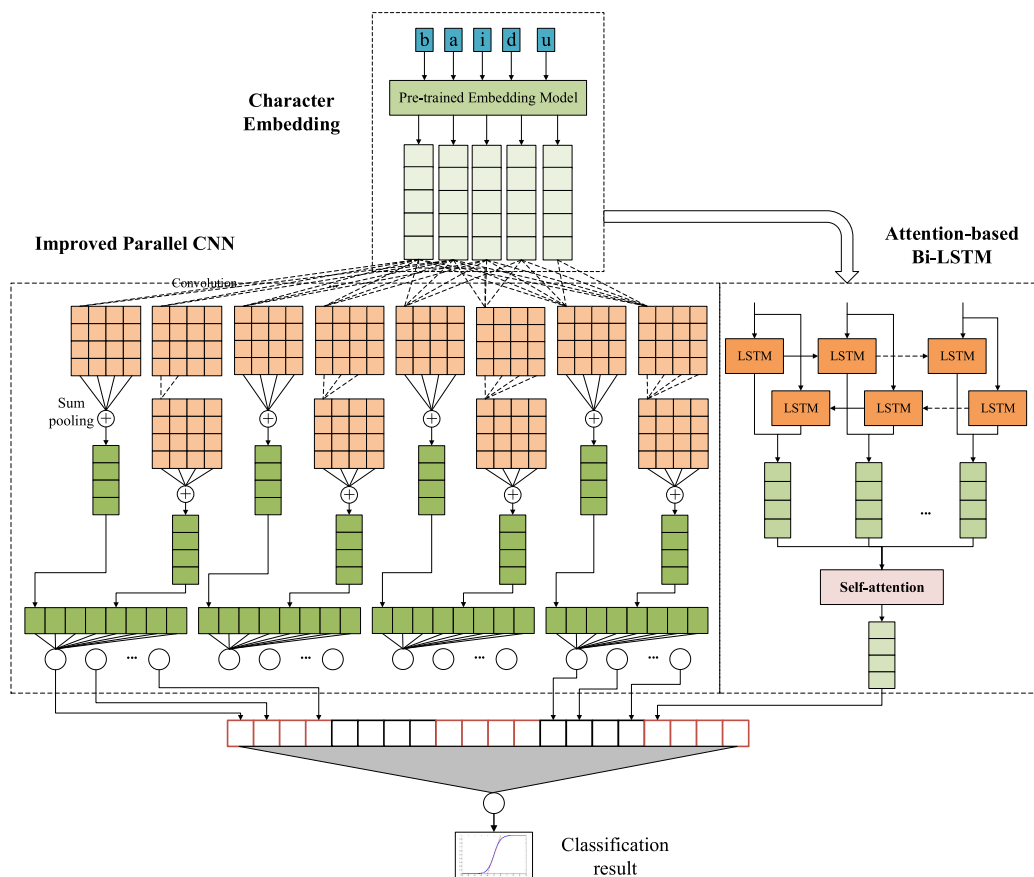 b a i d u
Pre-trained Embedding Model
Character
Embedding
Improved Parallel CNN
Attention-based
Bi-LSTM
Convolution
LSTM LSTM LSTM
LSTM LSTM LSTM
Sum
pooling
+ +
+ +
+ +
+ +
...
Self-attention
... ... ... ...
Classification
result